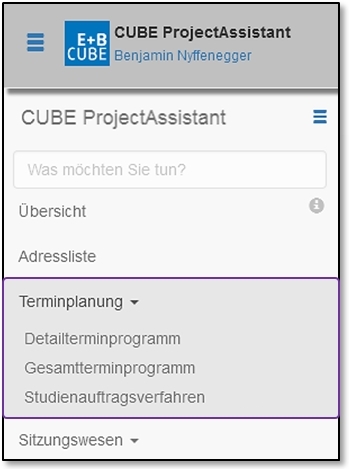 E+B
CUBE
CUBE ProjectAssistant
Benjamin Nyffenegger
CUBE ProjectAssistant
Was möchten Sie tun?
Übersicht
Adressliste
Terminplanung
Detailterminprogramm
Gesamtterminprogramm
Studienauftragsverfahren
Sitzungswesen